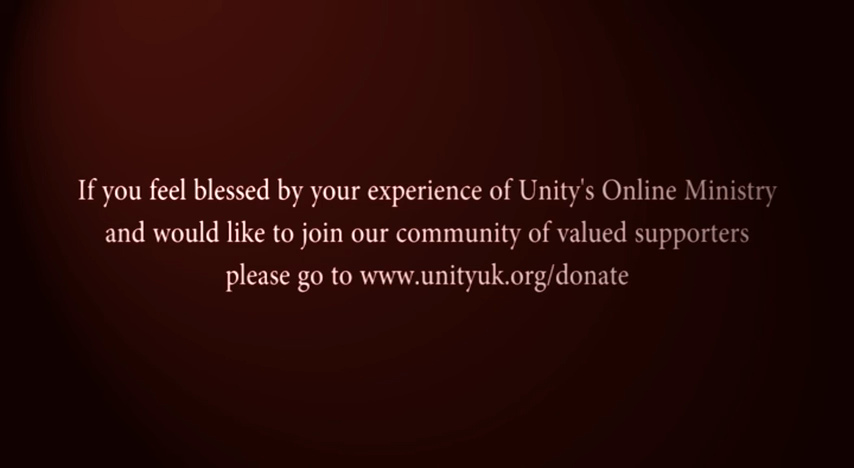 If you feel blessed by your experience of Unity's Online Ministry
and would like to join our community of valued supporters
please go to www.unityuk.org/donate